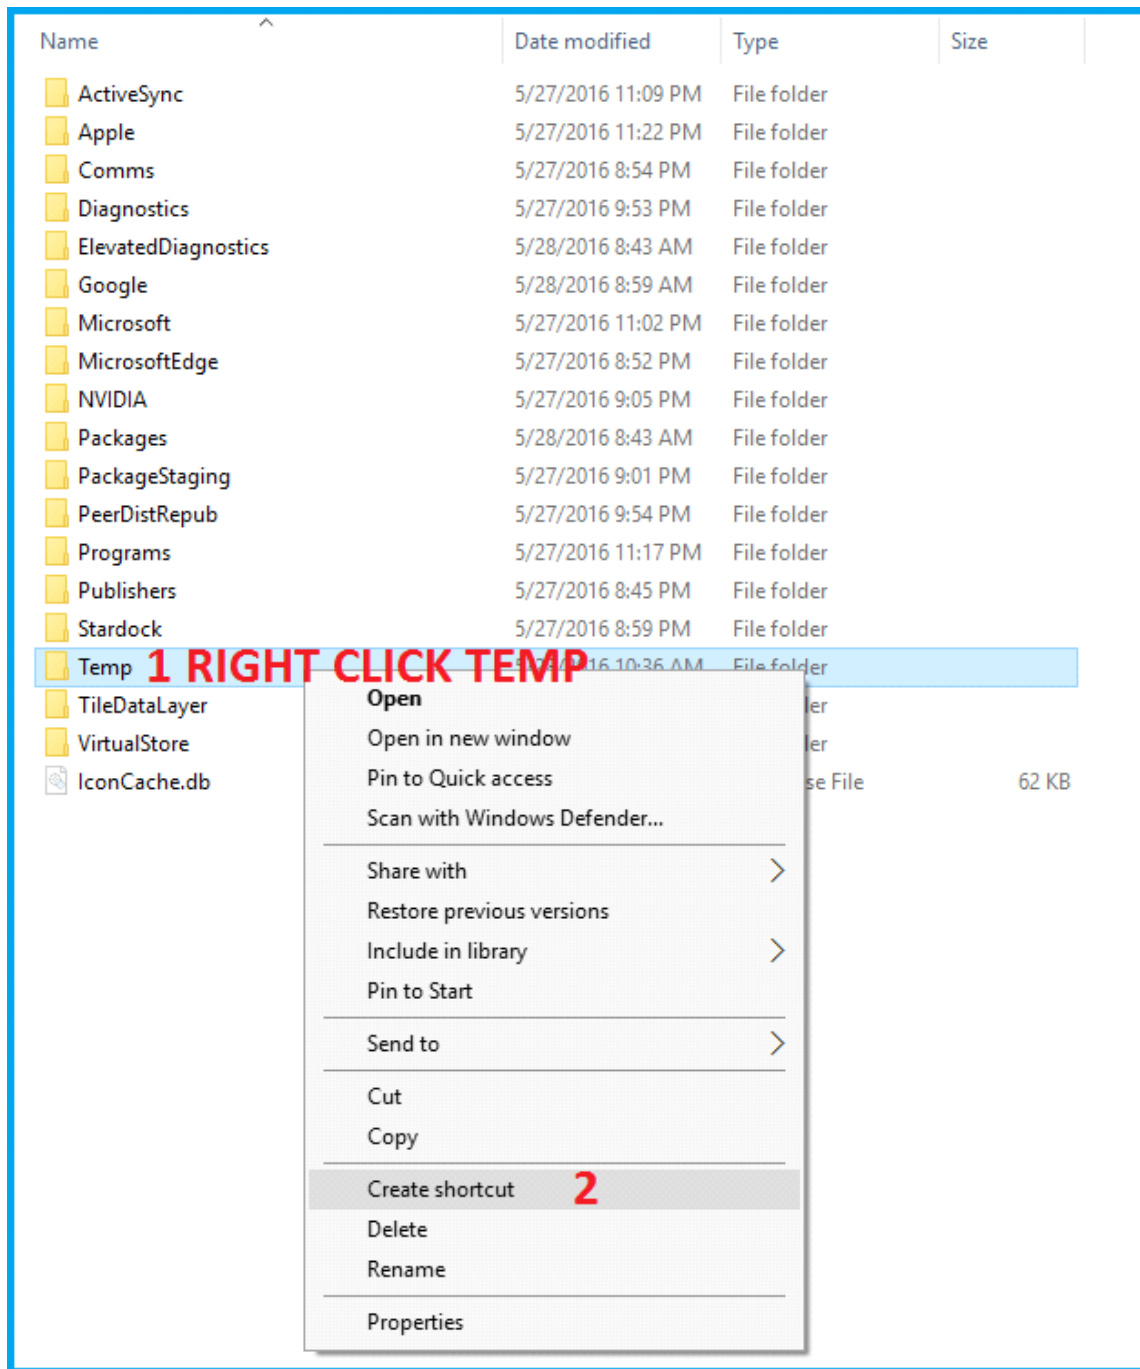 Name Date modified Type Size
ActiveSync 5/27/2016 11:09 PM File folder
Apple 5/27/2016 11:22 PM File folder
Comms 5/27/2016 8:54 PM File folder
Diagnostics 5/27/2016 9:53 PM File folder
ElevatedDiagnostics 5/28/2016 8:43 AM File folder
Google 5/28/2016 8:59 AM File folder
Microsoft 5/27/2016 11:02 PM File folder
MicrosoftEdge 5/27/2016 8:52 PM File folder
NVIDIA 5/27/2016 9:05 PM File folder
Packages 5/28/2016 8:43 AM File folder
PackageStaging 5/27/2016 9:01 PM File folder
PeerDistRepub 5/27/2016 9:54 PM File folder
Programs 5/27/2016 11:17 PM File folder
Publishers 5/27/2016 8:45 PM File folder
Stardock 5/27/2016 8:59 PM File folder
Temp 1 RIGHT CLICK TEMP 10:36 AM File folder
TileDataLayer
VirtualStore
IconCache.db se File 62 KB
Open
Open in new window
Pin to Quick access
Scan with Windows Defender...
Share with
Restore previous versions
Include in library
Pin to Start
Send to
Cut
Copy
Create shortcut 2
Delete
Rename
Properties